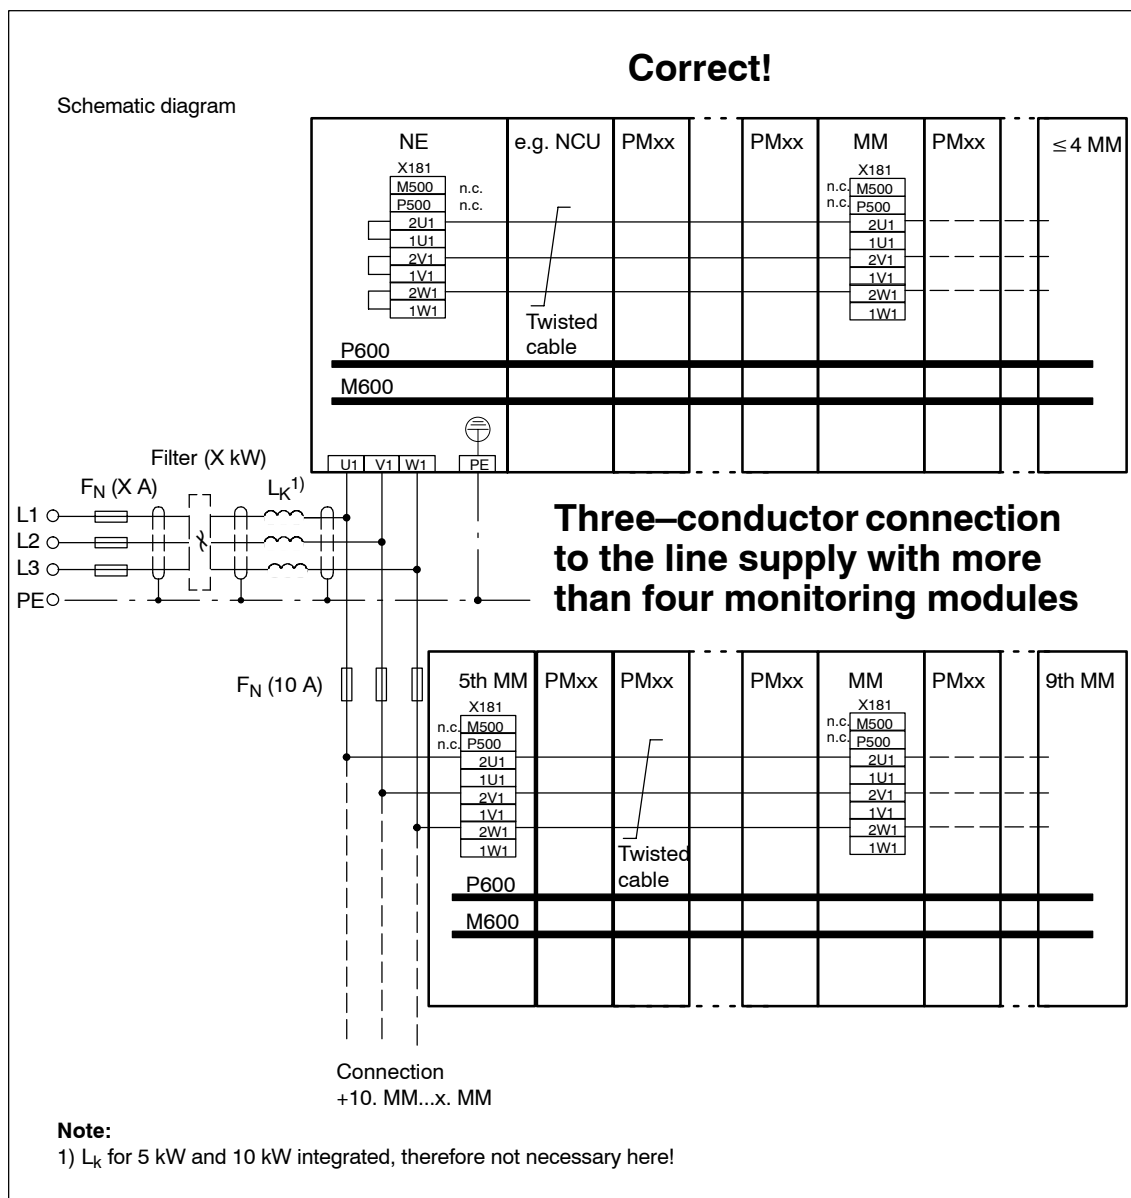 Correct!
Schematic diagram
NE e.g. NCU PMxx PMxx MM PMxx ≤ 4 MM
X181 X181
M500 n.c. n.c. M500
P500 n.c. n.c. P500
2U1 2U1
1U1 1U1
2V1 2V1
1V1 1V1
2W1 2W1
1W1 1W1
Twisted
cable
P600
M600
U1 V1 W1 PE
Filter (X kW)
FN (X A) LK1)
L1
L2
L3
PE
Three–conductor connection
to the line supply with more
than four monitoring modules
FN (10 A)
5th MM PMxx PMxx PMxx MM PMxx 9th MM
X181 X181
n.c. M500 n.c. M500
n.c. P500 n.c. P500
2U1 2U1
1U1 1U1
2V1 2V1
1V1 1V1
2W1 2W1
1W1 1W1
Twisted
cable
P600
M600
Connection
+10. MM...x. MM
Note:
1) Lk for 5 kW and 10 kW integrated, therefore not necessary here!